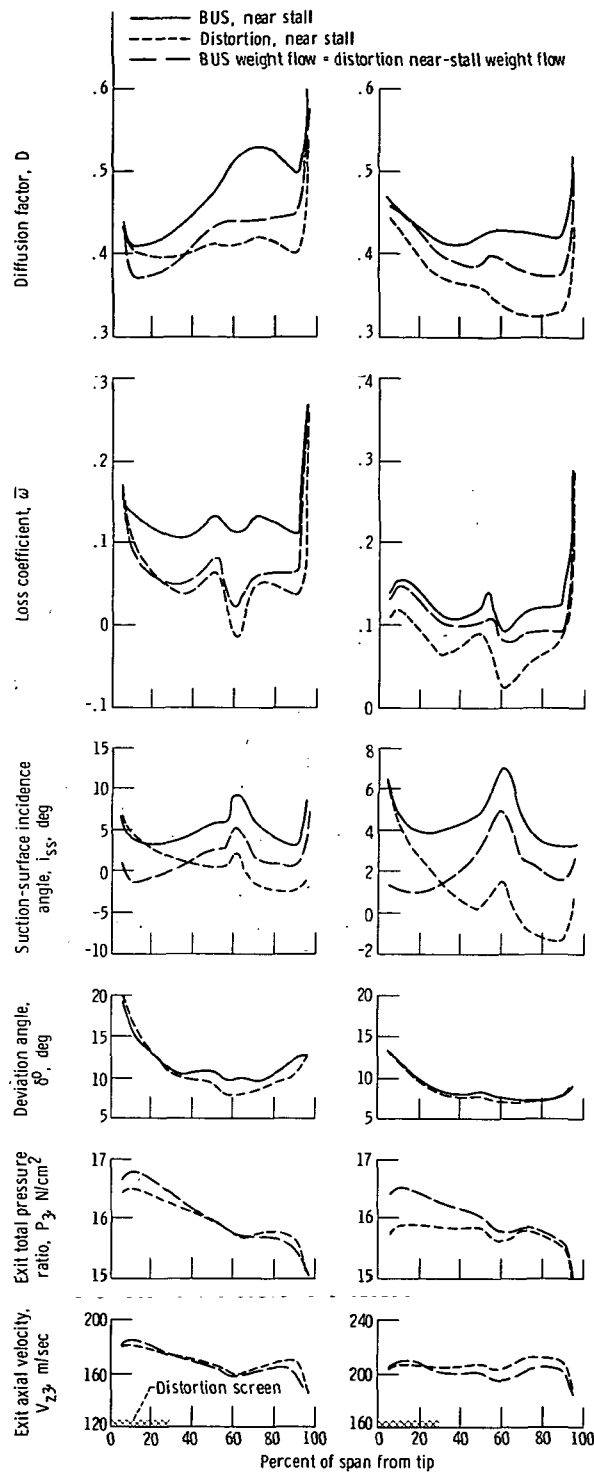 BUS, near stall
Distortion, near stall
BUS weight flow = distortion near-stall weight flow
Diffusion factor, D
.6
.5
.4
.3
.6
.5
.4
.3
Loss coefficient, ω̅
.3
.2
.1
0
-.1
.4
.3
.2
.1
0
Suction-surface incidence
angle, iss, deg
15
10
5
0
-5
-10
8
6
4
2
0
-2
Deviation angle,
δº, deg
20
15
10
5
20
15
10
5
Exit total pressure
ratio, P3, N/cm2
17
16
15
17
16
15
Exit axial velocity,
Vz3, m/sec
200
160
120
Distortion screen
240
200
160
0 20 40 60 80 100
0 20 40 60 80 100
Percent of span from tip